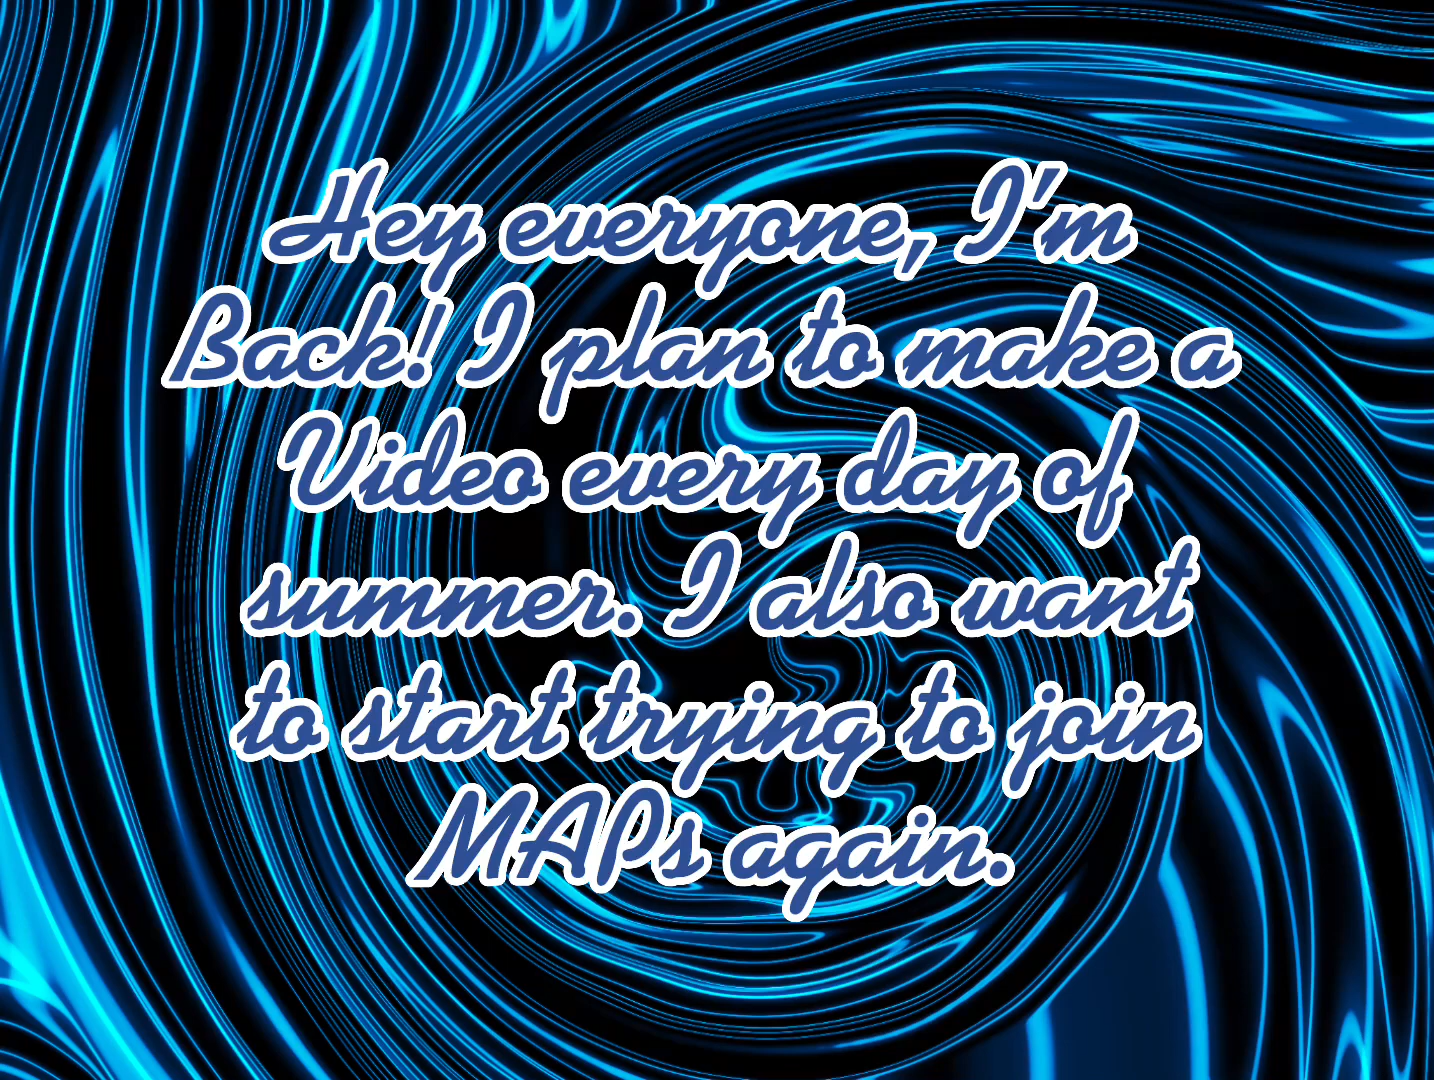 Hey everyone, I'm
Back! I plan to make a
Video every day of
summer. I also want
to start trying to join
MAPs again.